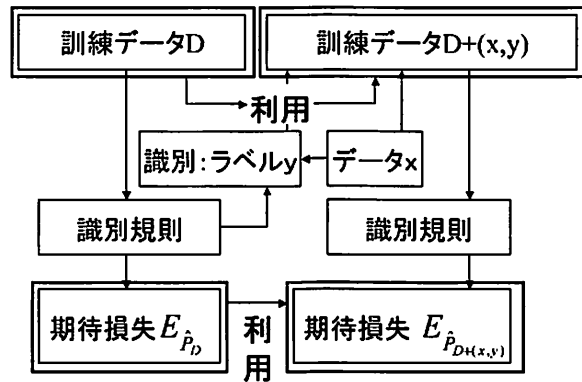 訓練データD
訓練データD+(x,y)
利用
識別:ラベルy
データx
識別規則
識別規則
期待損失 E_{\hat{P}_D}
利用
期待損失 E_{\hat{P}_{D+(x,y)}}